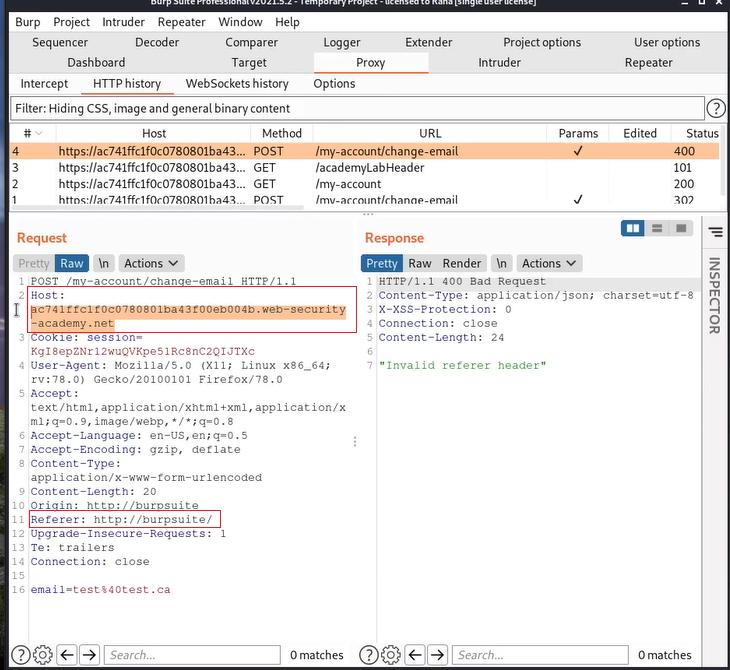 Burp Suite Professional v2021.5.2 - Temporary Project - licensed to Rana [single user license]
Burp Project Intruder Repeater Window Help
Sequencer Decoder Comparer Logger Extender Project options User options
Dashboard Target Proxy Intruder Repeater
Intercept HTTP history WebSockets history Options
Filter: Hiding CSS, image and general binary content ?
# Host Method URL Params Edited Status
4 https://ac741ffc1f0c0780801ba43... POST /my-account/change-email ✓ 400
3 https://ac741ffc1f0c0780801ba43... GET /academyLabHeader 101
2 https://ac741ffc1f0c0780801ba43... GET /my-account 200
1 https://ac741ffc1f0c0780801ba43... POST /my-account/change-email ✓ 302
Request
Pretty Raw \n Actions
1 POST /my-account/change-email HTTP/1.1
2 Host:
ac741ffc1f0c0780801ba43f00eb004b.web-security
-academy.net
3 Cookie: session=
KgI8epZNr12wuQVKpe51Rc8nC2QIJTXc
4 User-Agent: Mozilla/5.0 (X11; Linux x86_64;
rv:78.0) Gecko/20100101 Firefox/78.0
5 Accept:
text/html,application/xhtml+xml,application/x
ml;q=0.9,image/webp,*/*;q=0.8
6 Accept-Language: en-US,en;q=0.5
7 Accept-Encoding: gzip, deflate
8 Content-Type:
application/x-www-form-urlencoded
9 Content-Length: 20
10 Origin: http://burpsuite
11 Referer: http://burpsuite/
12 Upgrade-Insecure-Requests: 1
13 Te: trailers
14 Connection: close
15
16 email=test%40test.ca
? Search... 0 matches
Response
Pretty Raw Render \n Actions
1 HTTP/1.1 400 Bad Request
2 Content-Type: application/json; charset=utf-8
3 X-XSS-Protection: 0
4 Connection: close
5 Content-Length: 24
6
7 "Invalid referer header"
? Search... 0 matches
INSPECTOR